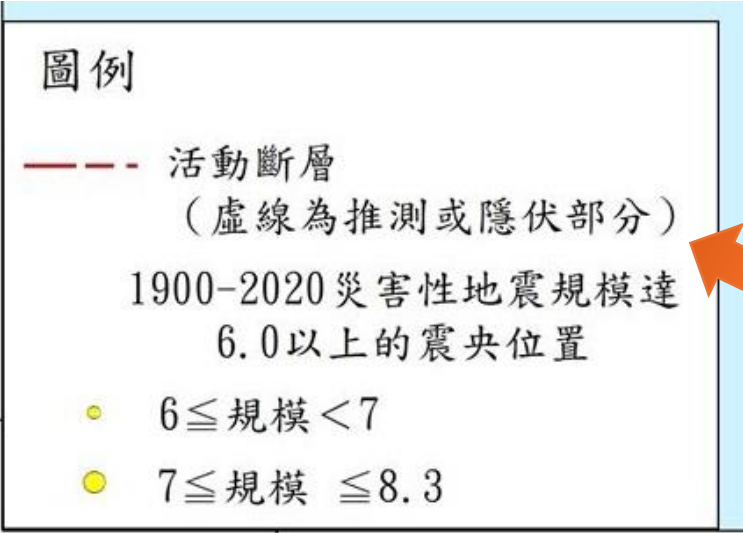 圖例
活動斷層
（虛線為推測或隱伏部分）
1900-2020災害性地震規模達
6.0以上的震央位置
6≦規模<7
7≦規模 ≦8.3